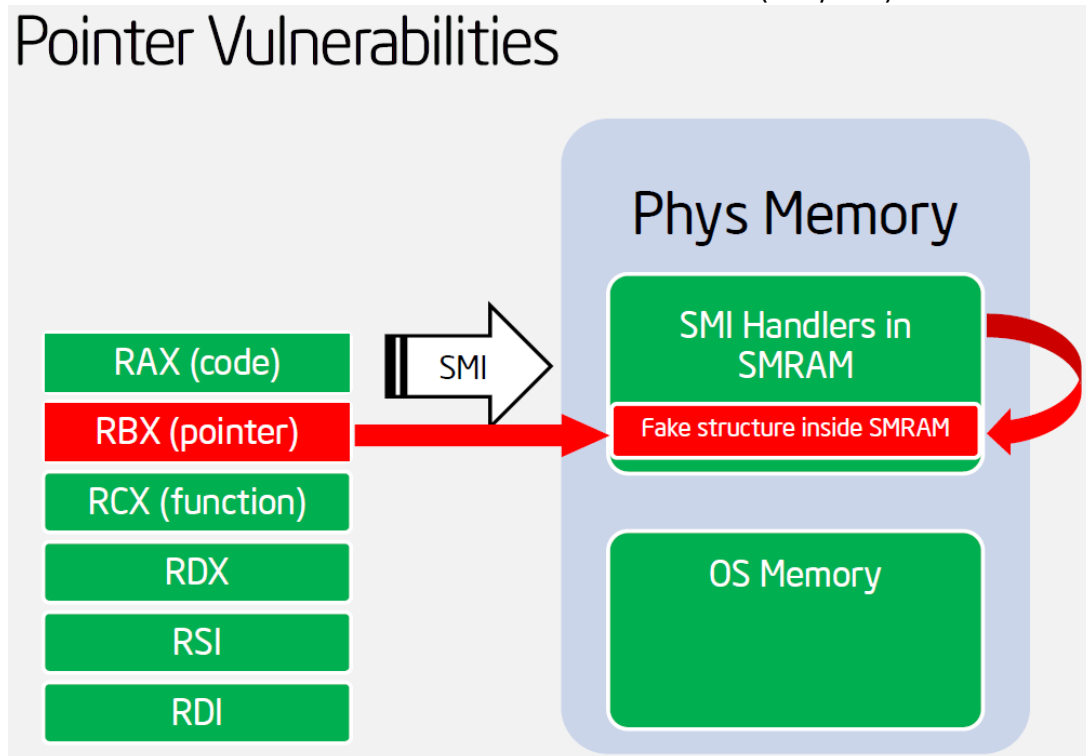 Pointer Vulnerabilities
Phys Memory
SMI Handlers in
SMRAM
Fake structure inside SMRAM
OS Memory
SMI
RAX (code)
RBX (pointer)
RCX (function)
RDX
RSI
RDI